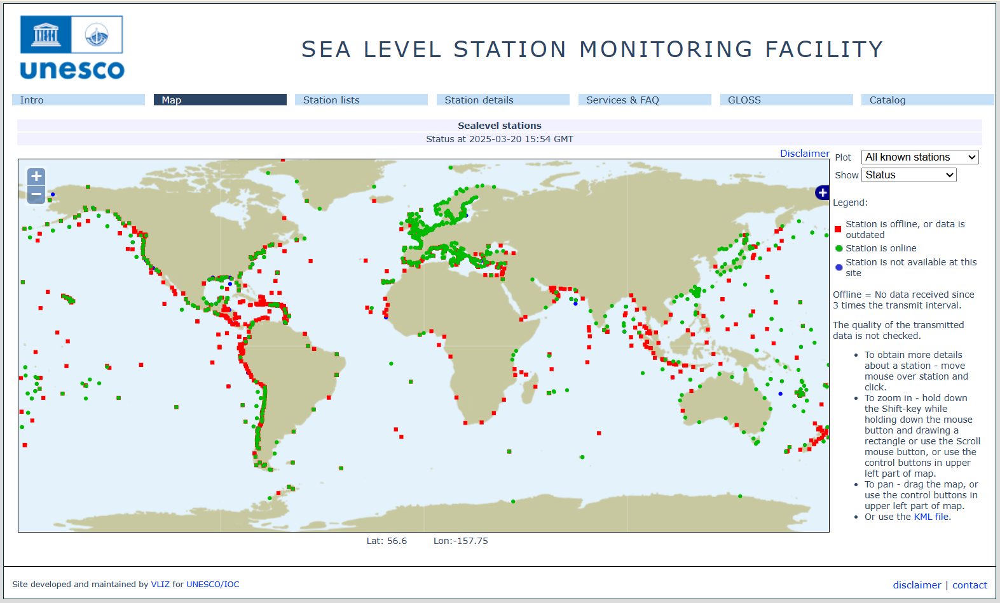 unesco
SEA LEVEL STATION MONITORING FACILITY
Intro
Map
Station lists
Station details
Services & FAQ
GLOSS
Catalog
Sealevel stations
Status at 2025-03-20 15:54 GMT
Disclaimer
Plot All known stations
Show Status
+
−
+
Legend:
Station is offline, or data is
outdated
Station is online
Station is not available at this
site
Offline = No data received since
3 times the transmit interval.
The quality of the transmitted
data is not checked.
• To obtain more details
about a station - move
mouse over station and
click.
• To zoom in - hold down
the Shift-key while
holding down the mouse
button and drawing a
rectangle or use the Scroll
mouse button, or use the
control buttons in upper
left part of map.
• To pan - drag the map, or
use the control buttons in
upper left part of map.
• Or use the KML file.
Lat: 56.6 Lon:-157.75
Site developed and maintained by VLIZ for UNESCO/IOC
disclaimer | contact